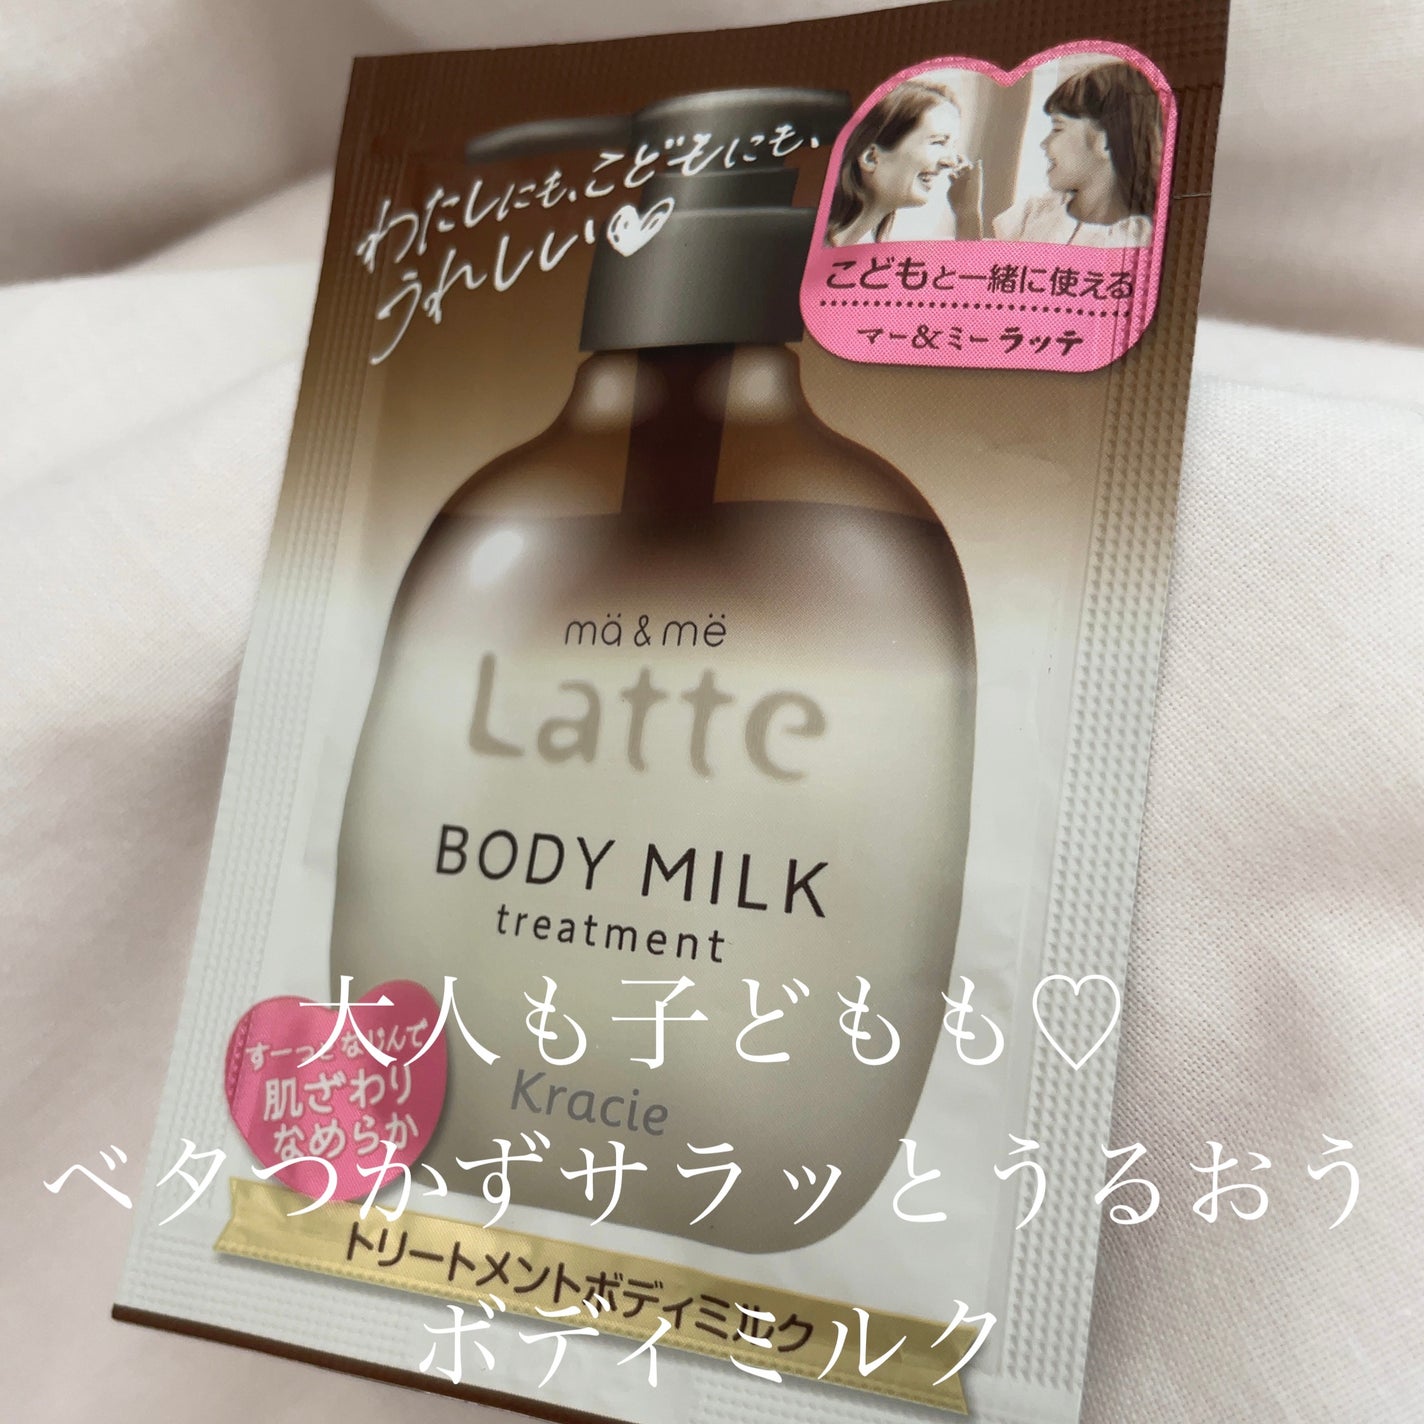 わたしにも、こどもにも、
うれしい
こどもと一緒に使える
マー&ミーラッテ
mä & më
Latte
BODY MILK
treatment
Kracie
すーっとなじんで
肌ざわり
なめらか
トリートメントボディミルク
大人も子どもも♡
ベタつかずサラッとうるおう
ボディミルク